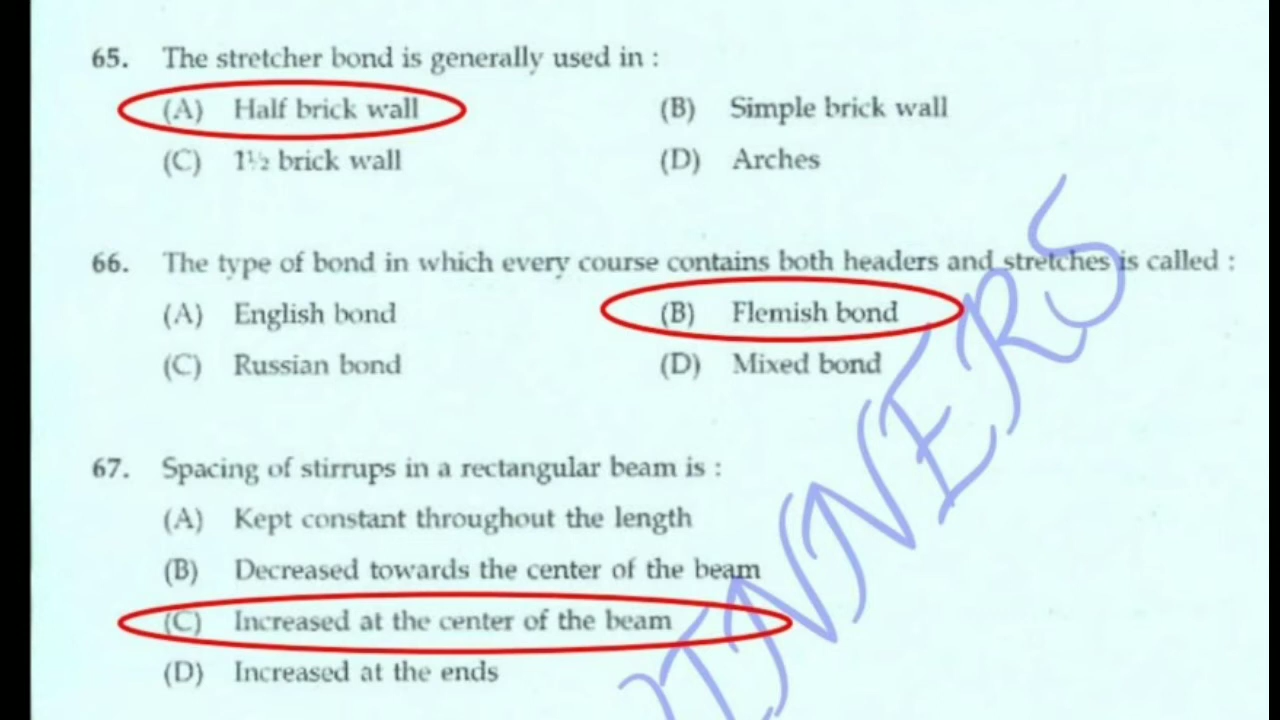 65. The stretcher bond is generally used in :
(A) Half brick wall (B) Simple brick wall
(C) 1½ brick wall (D) Arches
66. The type of bond in which every course contains both headers and stretches is called :
(A) English bond (B) Flemish bond
(C) Russian bond (D) Mixed bond
67. Spacing of stirrups in a rectangular beam is :
(A) Kept constant throughout the length
(B) Decreased towards the center of the beam
(C) Increased at the center of the beam
(D) Increased at the ends